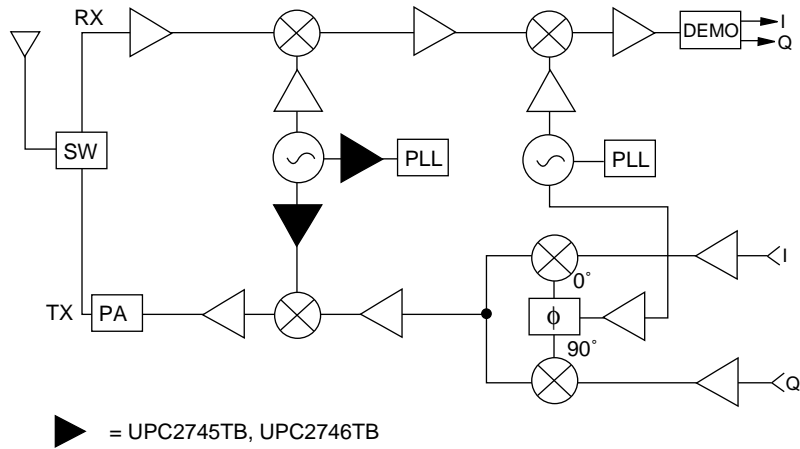 RX
DEMO
I
Q
SW
PLL
PLL
I
0°
TX
PA
ϕ
90°
Q
= UPC2745TB, UPC2746TB